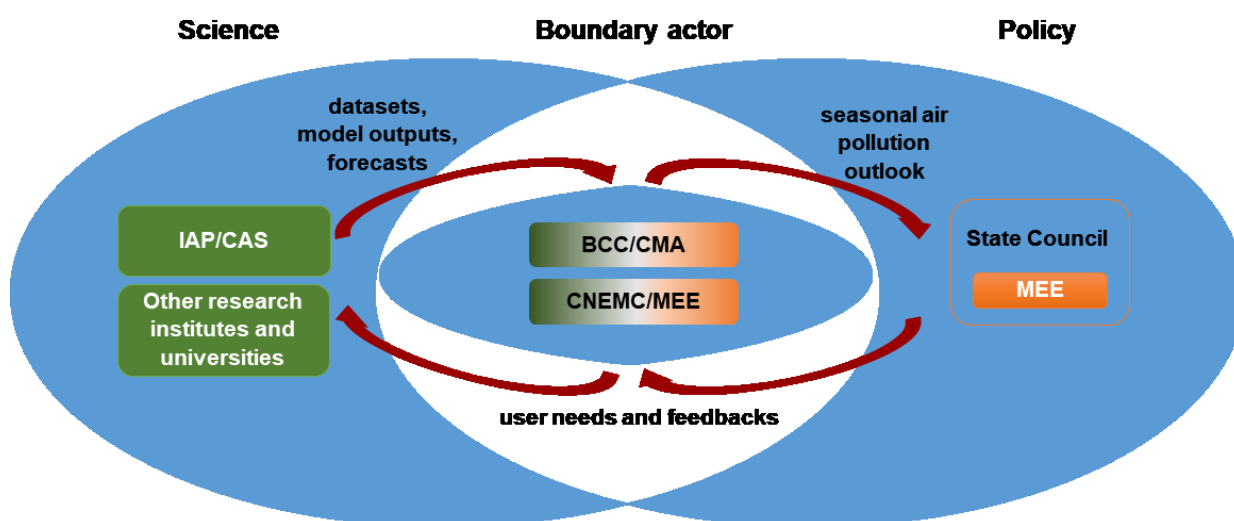 Science
Boundary actor
Policy
datasets,
model outputs,
forecasts
seasonal air
pollution
outlook
IAP/CAS
Other research
institutes and
universities
BCC/CMA
CNEMC/MEE
State Council
MEE
user needs and feedbacks